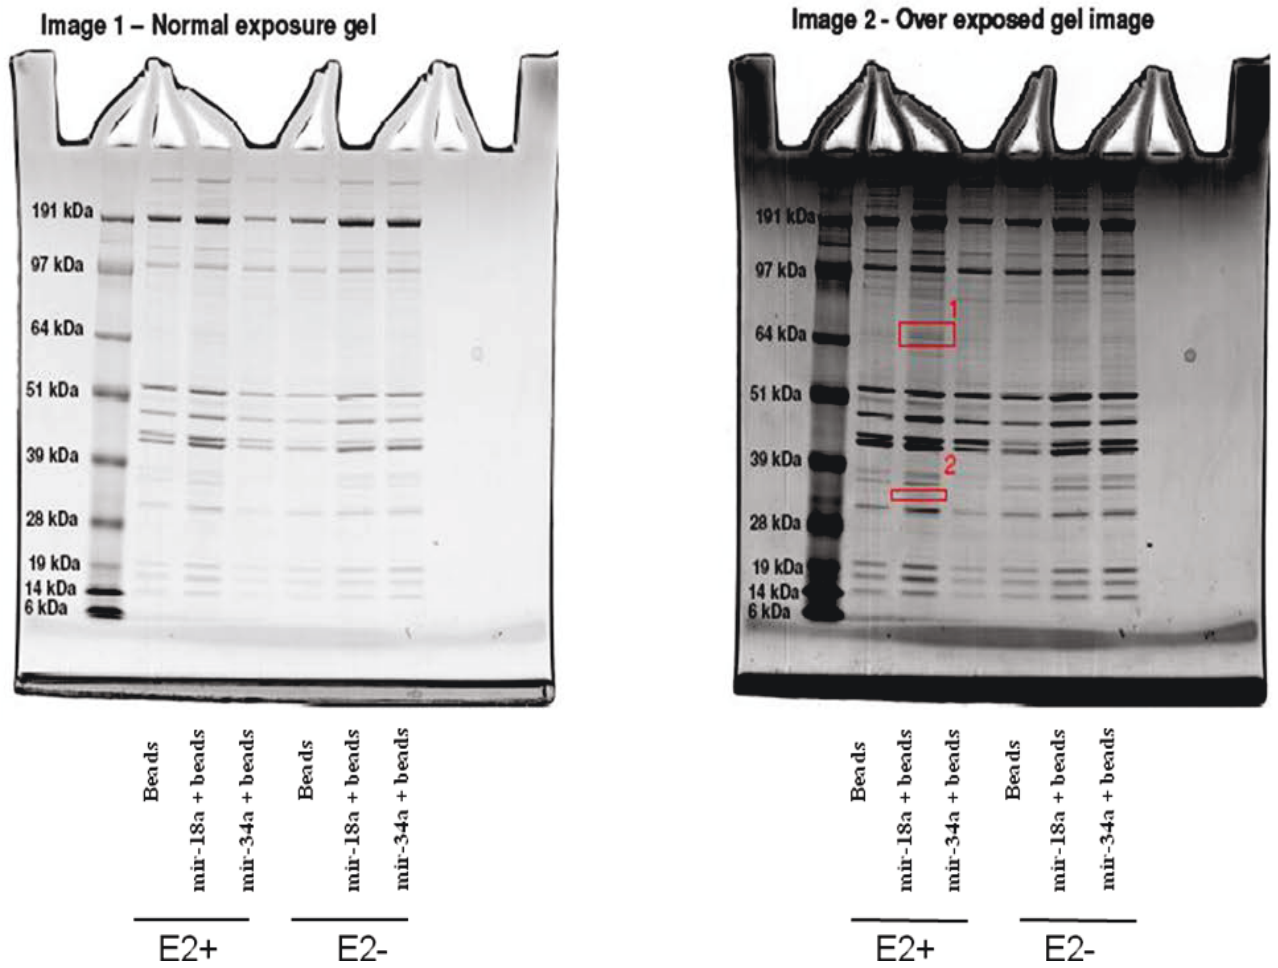 Image 1 – Normal exposure gel
191 kDa
97 kDa
64 kDa
51 kDa
39 kDa
28 kDa
19 kDa
14 kDa
6 kDa
Beads
mir-18a + beads
mir-34a + beads
Beads
mir-18a + beads
mir-34a + beads
E2+
E2-
Image 2 - Over exposed gel image
191 kDa
97 kDa
1
64 kDa
51 kDa
39 kDa
2
28 kDa
19 kDa
14 kDa
6 kDa
Beads
mir-18a + beads
mir-34a + beads
Beads
mir-18a + beads
mir-34a + beads
E2+
E2-